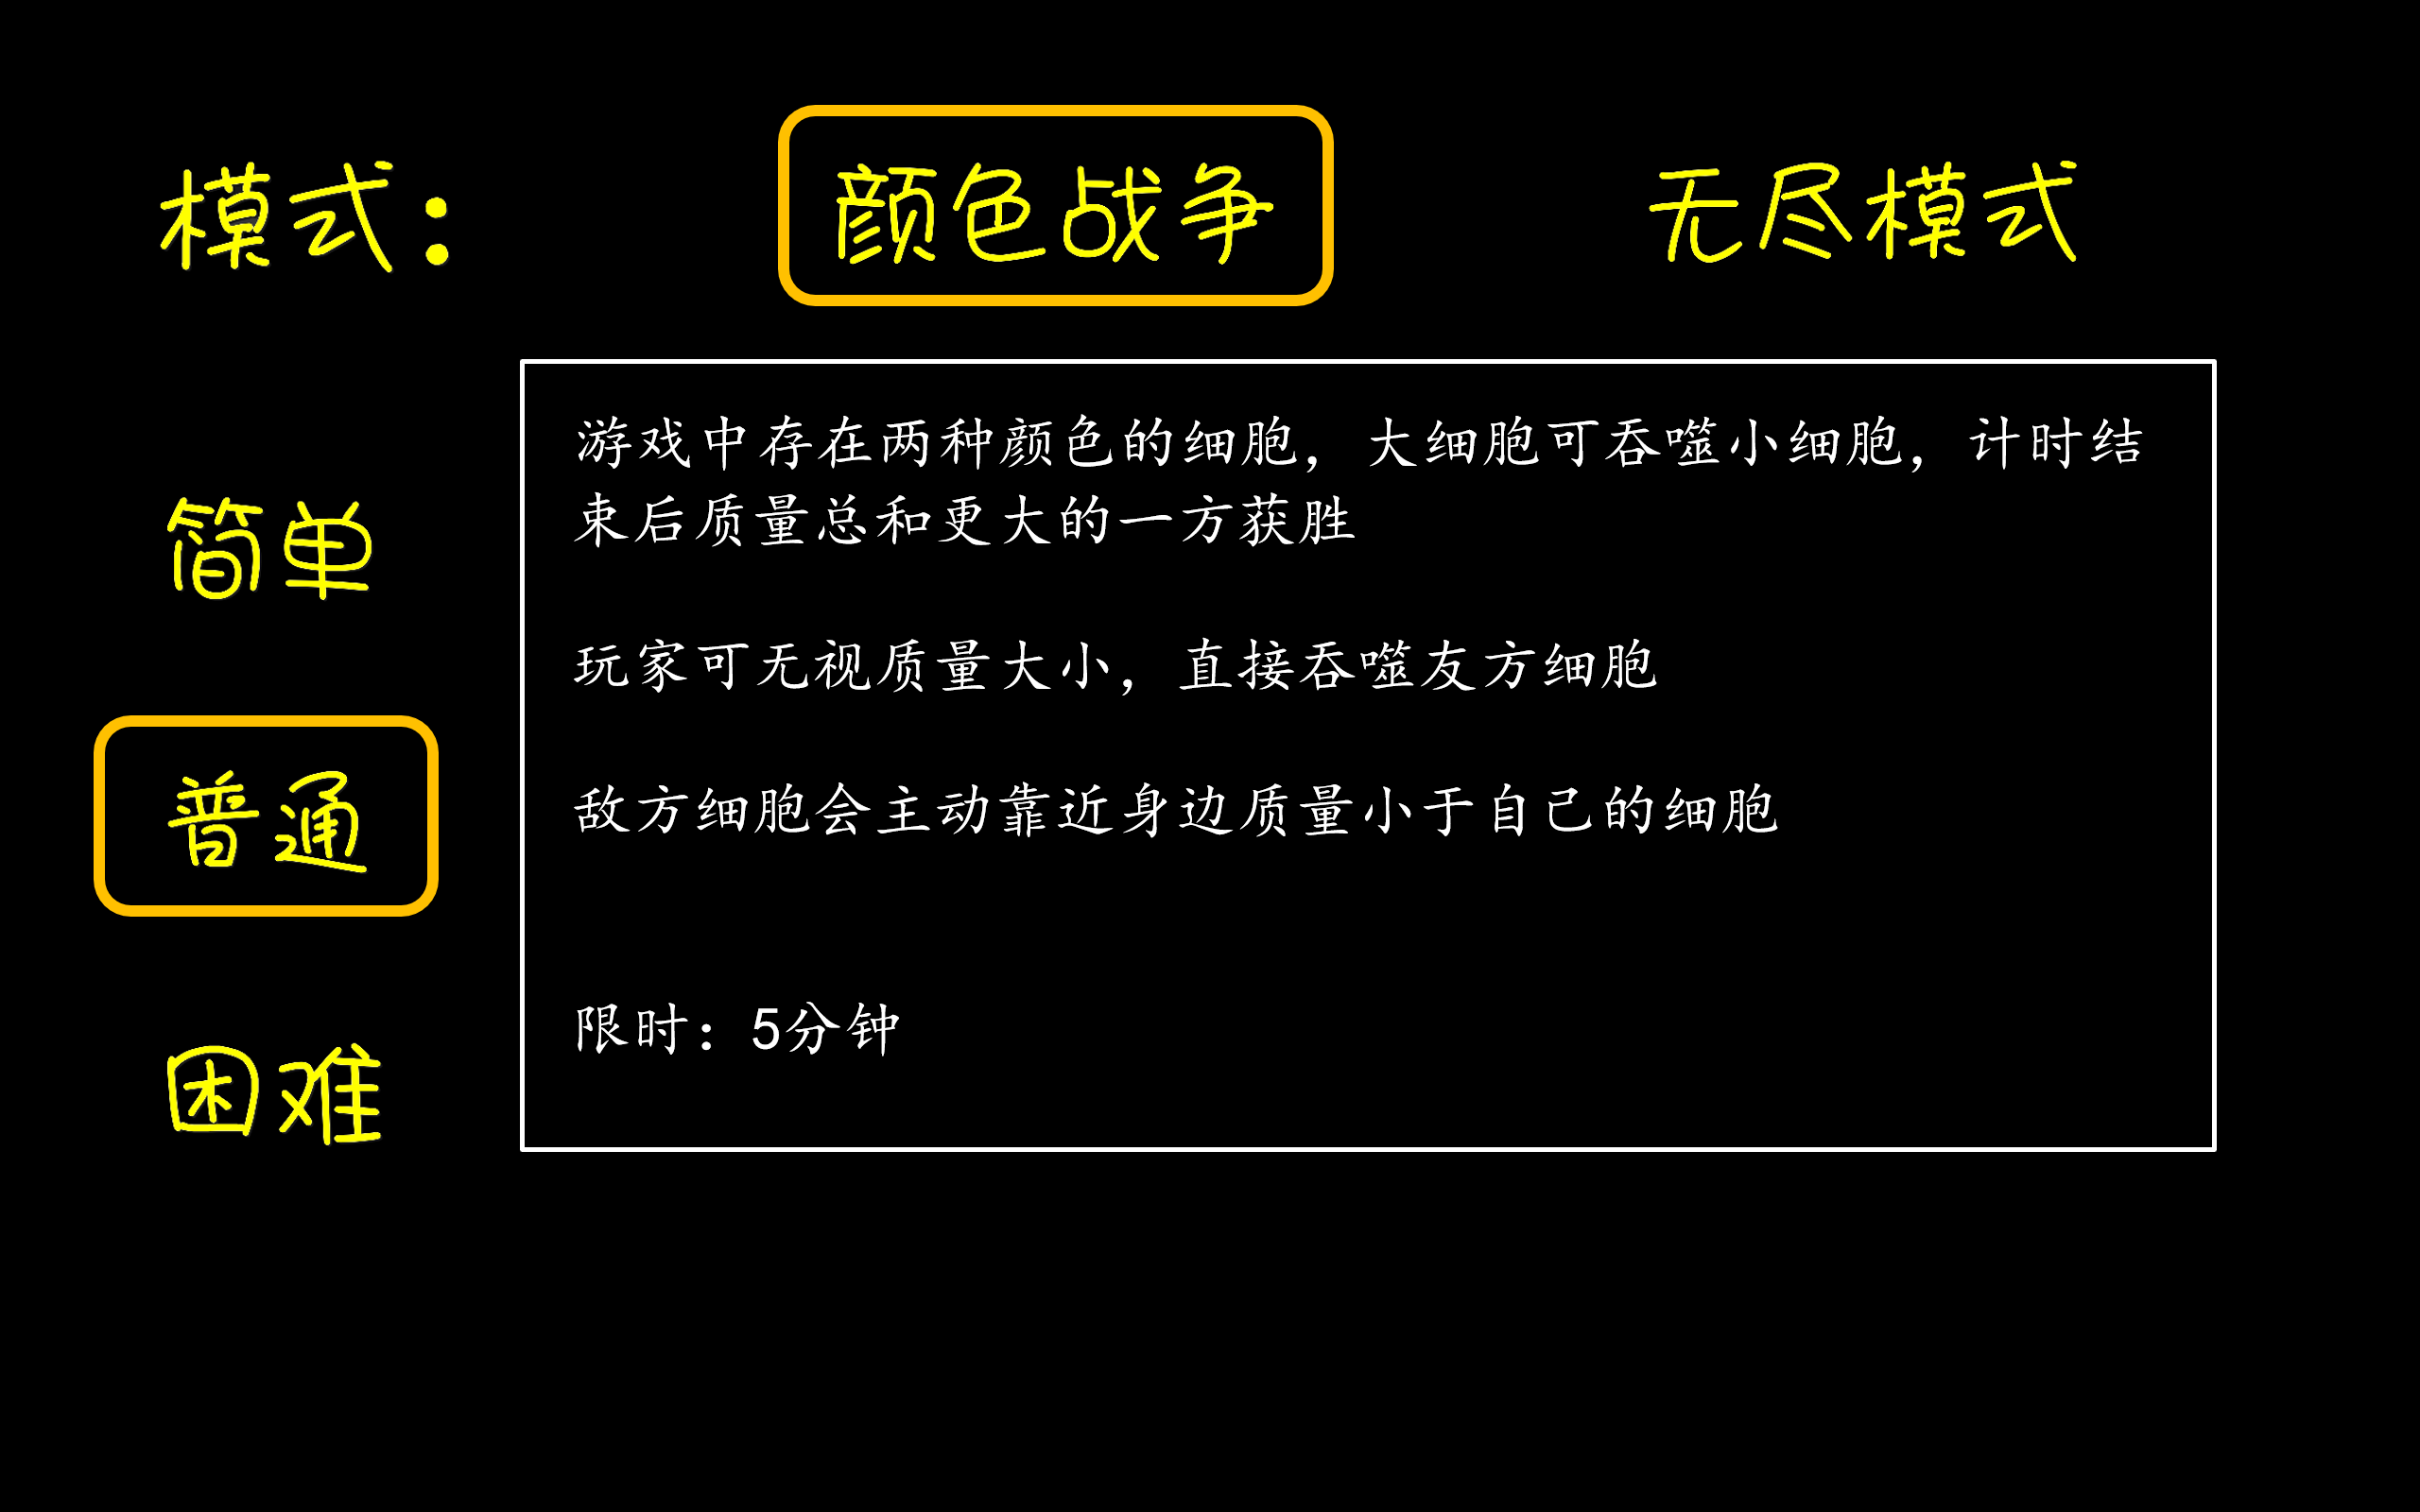 模式：
颜色战争
无尽模式
简单
普通
困难
游戏中存在两种颜色的细胞，大细胞可吞噬小细胞，计时结
束后质量总和更大的一方获胜
玩家可无视质量大小，直接吞噬友方细胞
敌方细胞会主动靠近身边质量小于自己的细胞
限时：5分钟